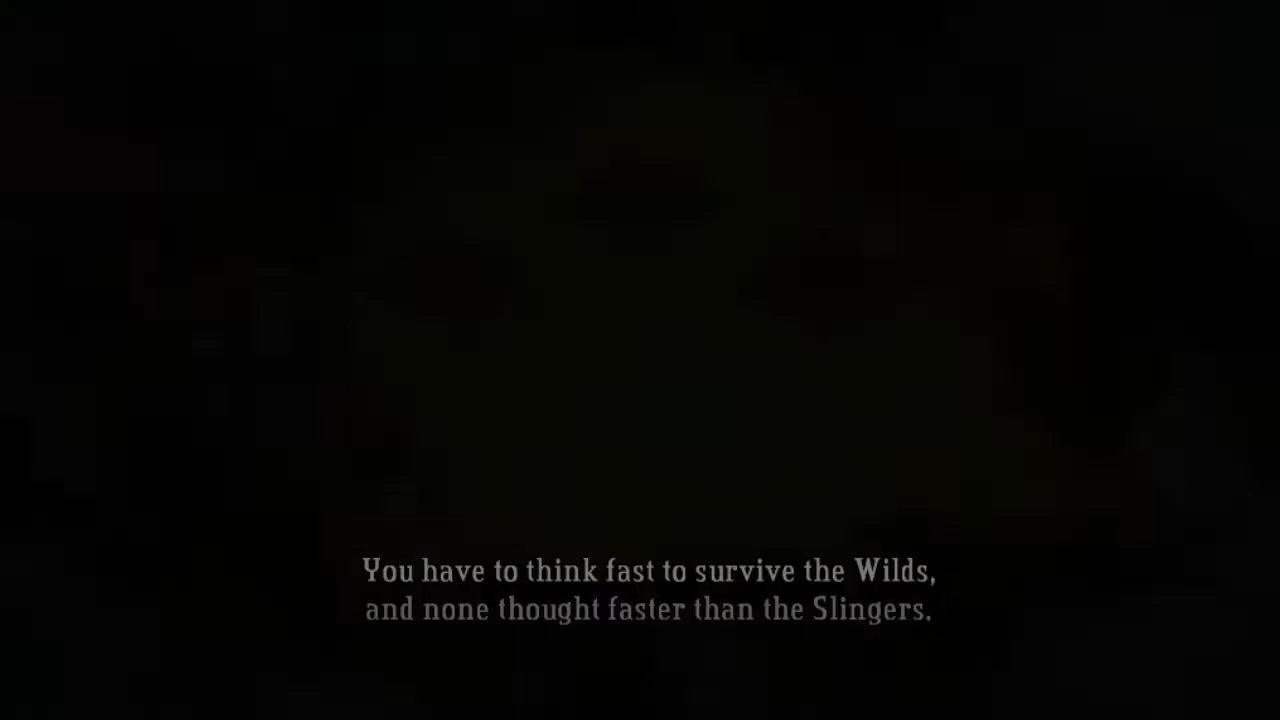 You have to think fast to survive the Wilds,
and none thought faster than the Slingers.